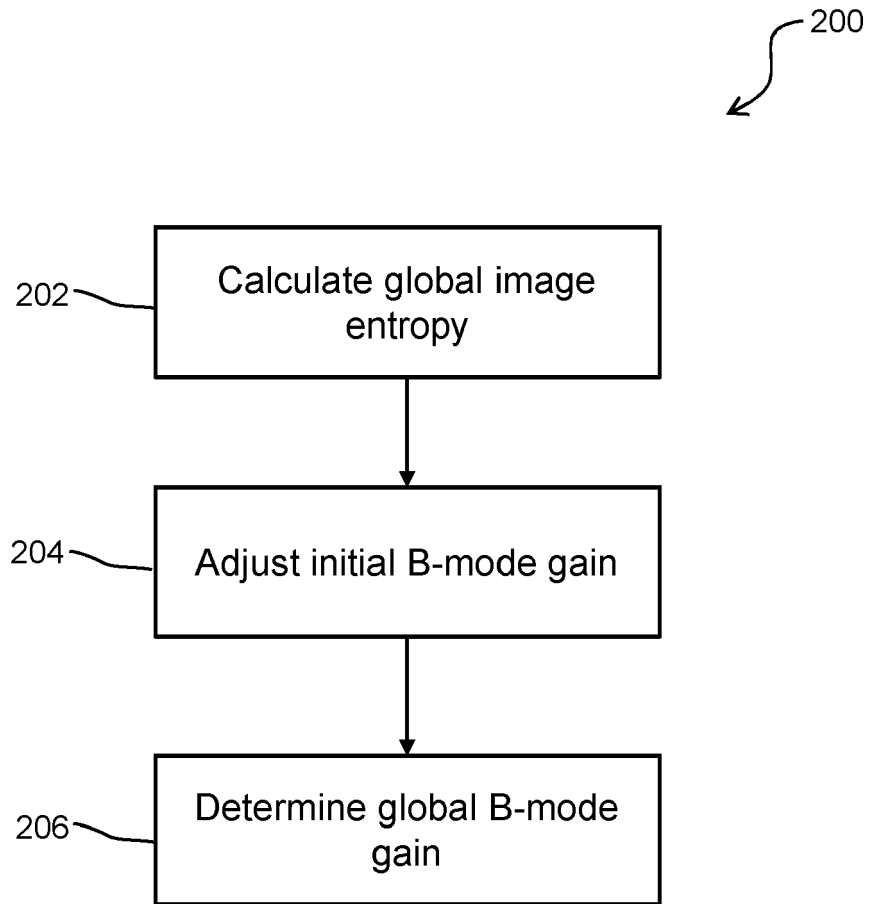 200
202
Calculate global image
entropy
204
Adjust initial B-mode gain
206
Determine global B-mode
gain